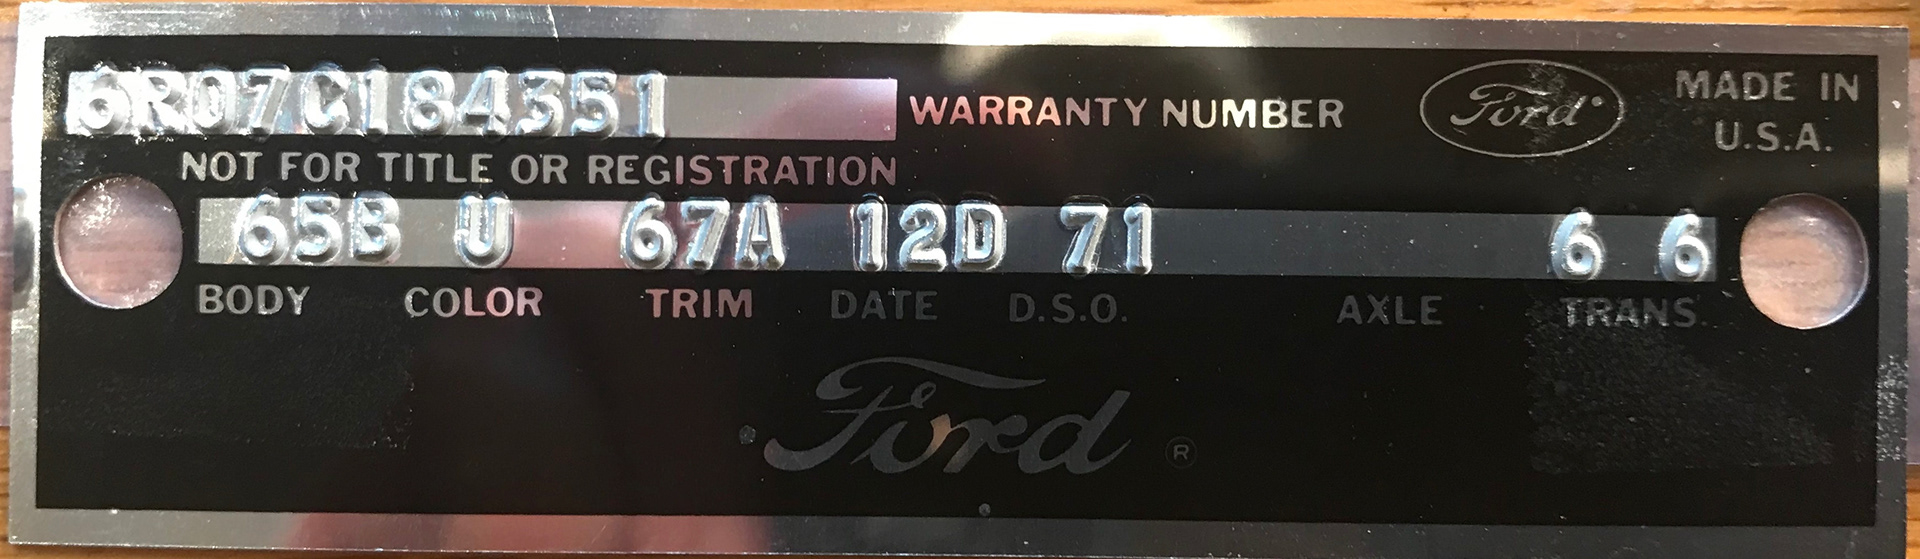 6R07C184351 WARRANTY NUMBER Ford MADE IN
U.S.A.
NOT FOR TITLE OR REGISTRATION
65B U 67A 12D 71 6 6
BODY COLOR TRIM DATE D.S.O. AXLE TRANS.
Ford ®